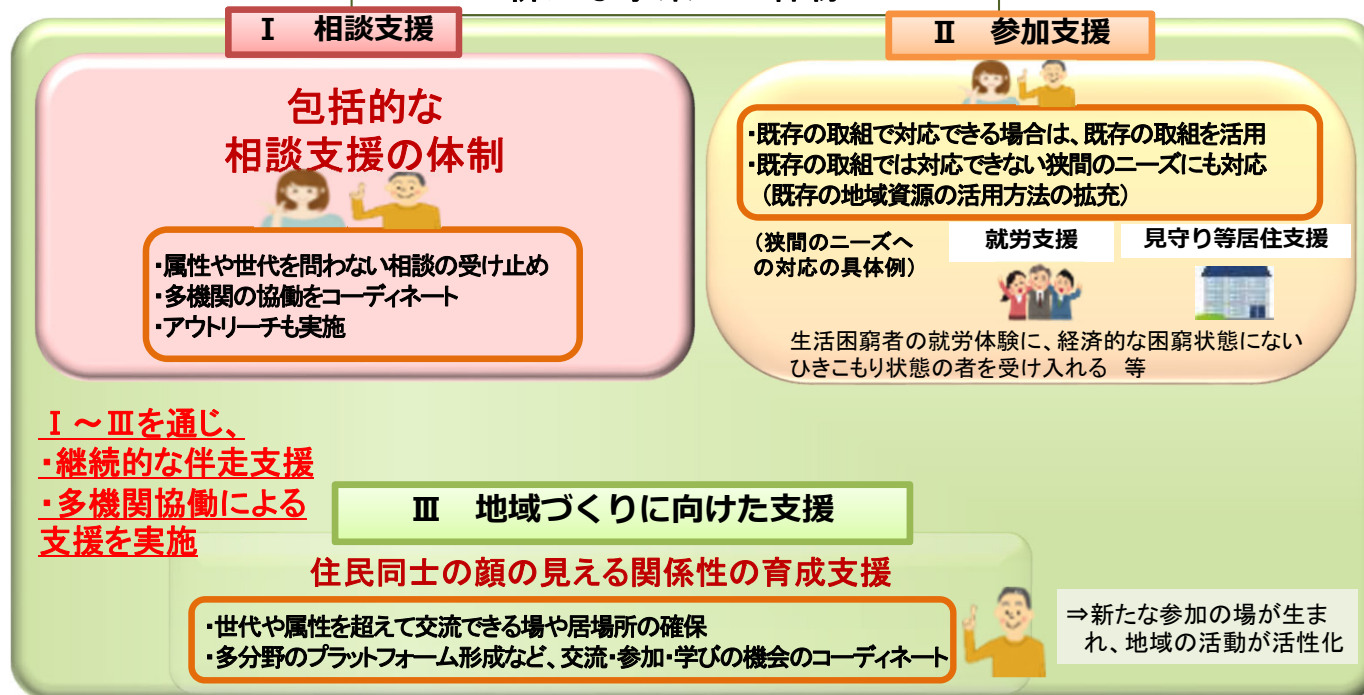 Ⅰ 相談支援
包括的な
相談支援の体制
・属性や世代を問わない相談の受け止め
・多機関の協働をコーディネート
・アウトリーチも実施
Ⅱ 参加支援
・既存の取組で対応できる場合は、既存の取組を活用
・既存の取組では対応できない狭間のニーズにも対応
（既存の地域資源の活用方法の拡充）
（狭間のニーズへ
の対応の具体例）
就労支援
見守り等居住支援
生活困窮者の就労体験に、経済的な困窮状態にない
ひきこもり状態の者を受け入れる 等
Ⅰ～Ⅲを通じ、
・継続的な伴走支援
・多機関協働による
支援を実施
Ⅲ 地域づくりに向けた支援
住民同士の顔の見える関係性の育成支援
・世代や属性を超えて交流できる場や居場所の確保
・多分野のプラットフォーム形成など、交流・参加・学びの機会のコーディネート
⇒新たな参加の場が生ま
れ、地域の活動が活性化